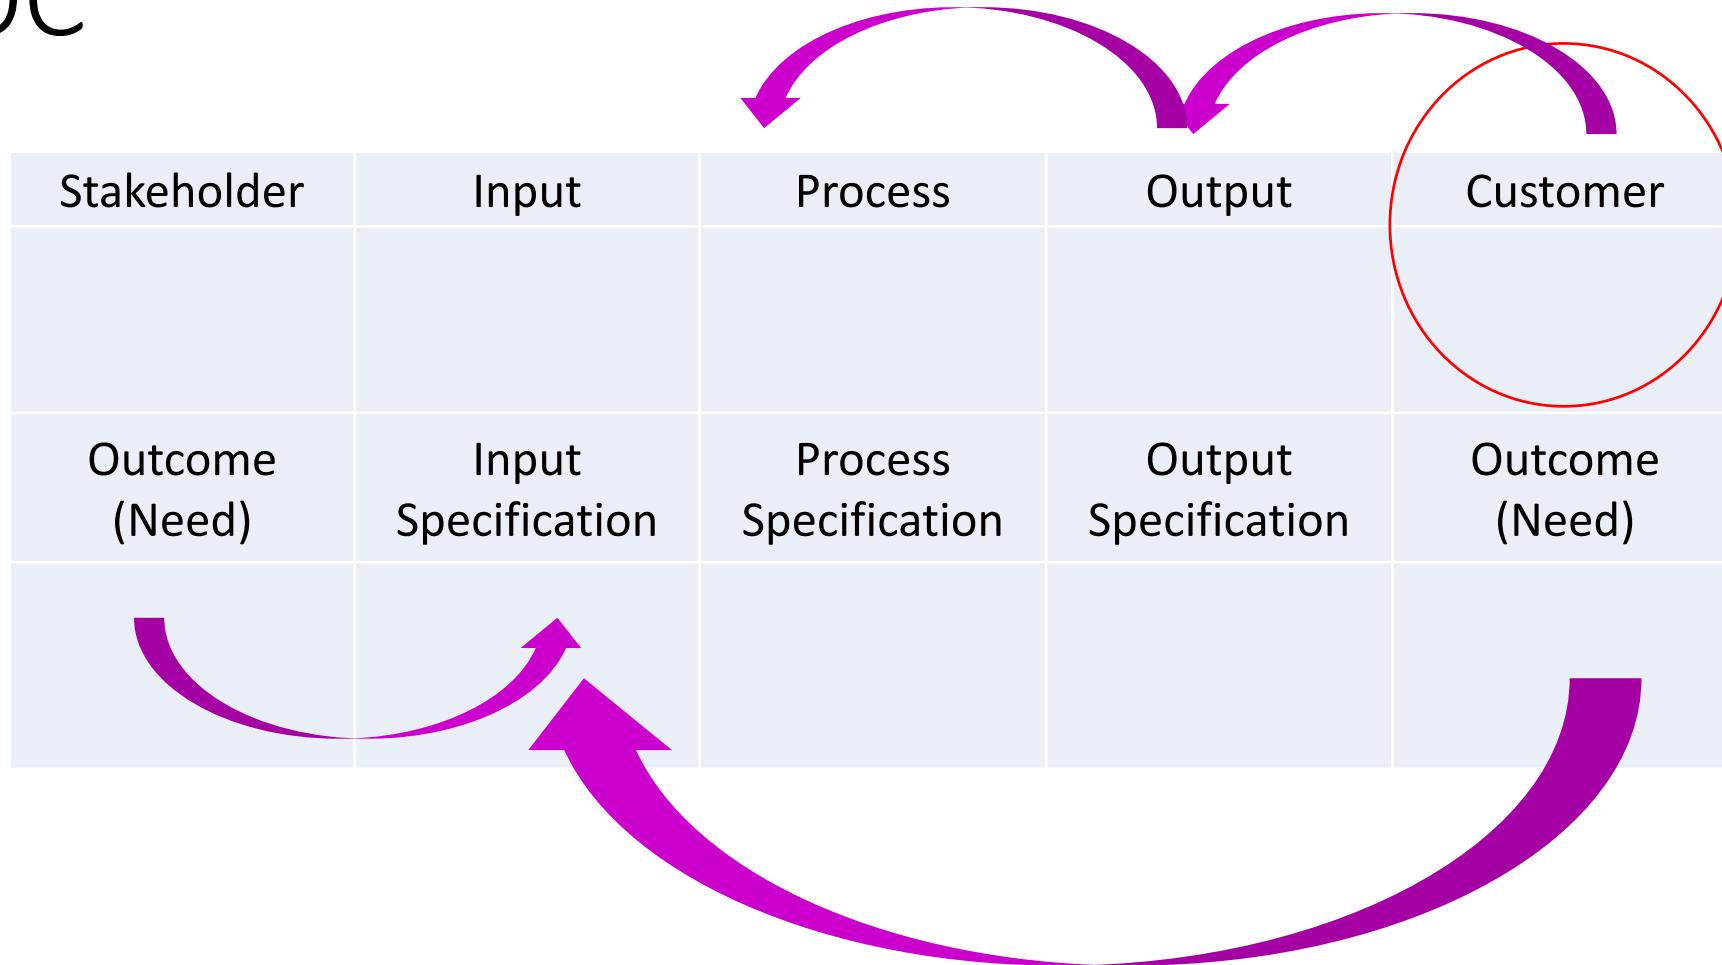 Stakeholder Input Process Output Customer
Outcome Input Process Output Outcome
(Need) Specification Specification Specification (Need)